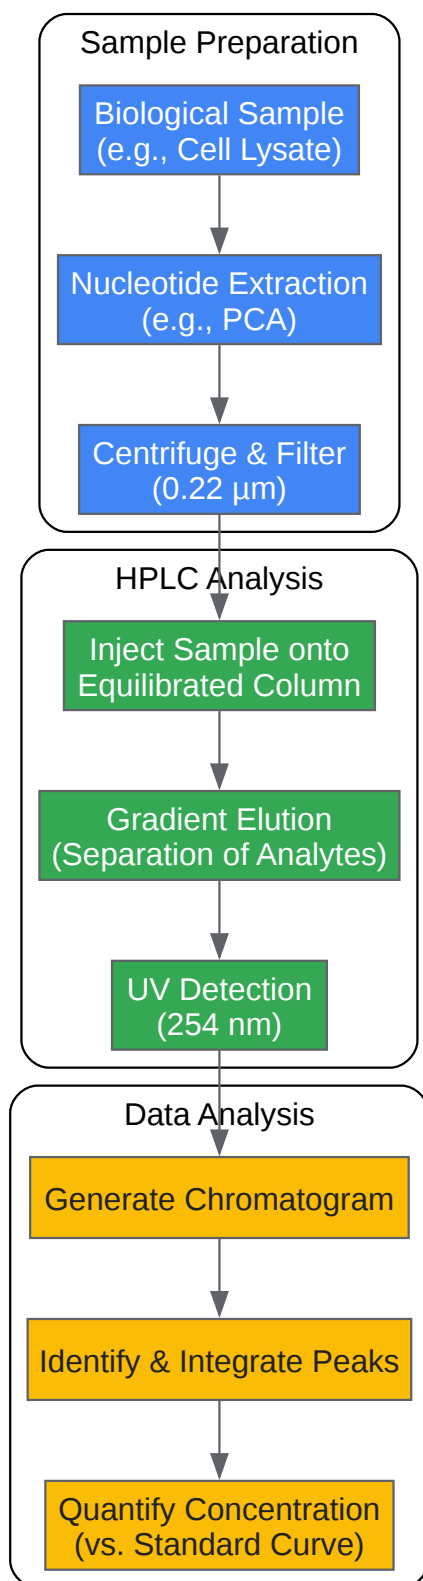 Sample Preparation
Biological Sample
(e.g., Cell Lysate)
Nucleotide Extraction
(e.g., PCA)
Centrifuge & Filter
(0.22 µm)
HPLC Analysis
Inject Sample onto
Equilibrated Column
Gradient Elution
(Separation of Analytes)
UV Detection
(254 nm)
Data Analysis
Generate Chromatogram
Identify & Integrate Peaks
Quantify Concentration
(vs. Standard Curve)